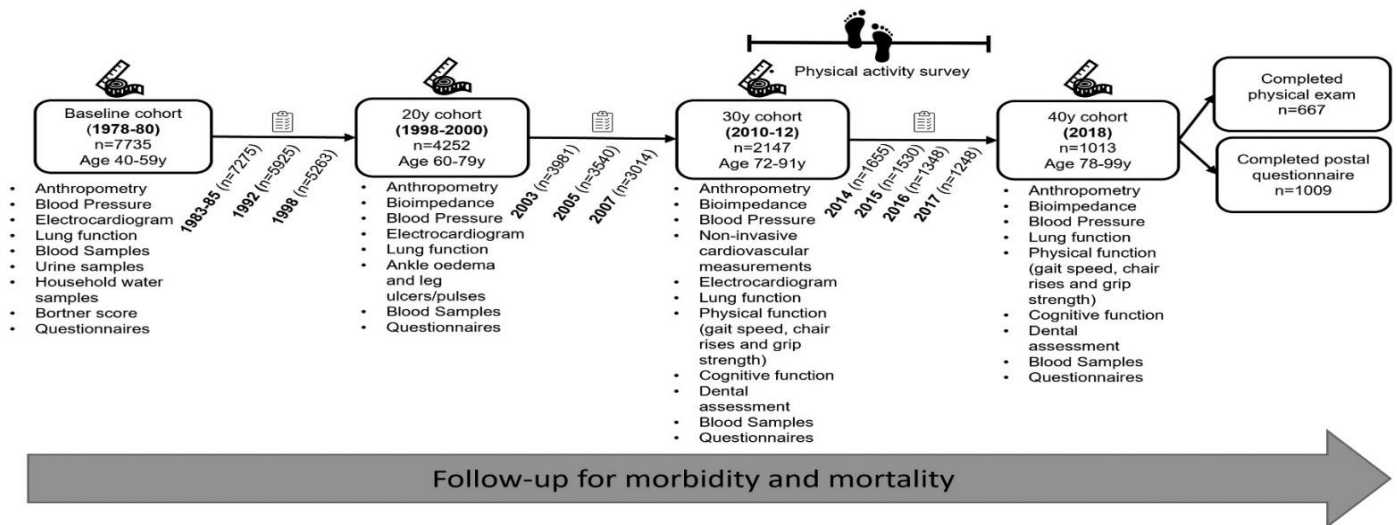 Physical activity survey
Baseline cohort
(1978-80)
n=7735
Age 40-59y
1983-85 (n=7275)
1992 (n=5925)
1998 (n=5263)
20y cohort
(1998-2000)
n=4252
Age 60-79y
2003 (n=3981)
2005 (n=3540)
2007 (n=3014)
30y cohort
(2010-12)
n=2147
Age 72-91y
2014 (n=1655)
2015 (n=1530)
2016 (n=1348)
2017 (n=1248)
40y cohort
(2018)
n=1013
Age 78-99y
Completed
physical exam
n=667
Completed postal
questionnaire
n=1009
• Anthropometry
• Blood Pressure
• Electrocardiogram
• Lung function
• Blood Samples
• Urine samples
• Household water
samples
• Bortner score
• Questionnaires
• Anthropometry
• Bioimpedance
• Blood Pressure
• Electrocardiogram
• Lung function
• Ankle oedema
and leg
ulcers/pulses
• Blood Samples
• Questionnaires
• Anthropometry
• Bioimpedance
• Blood Pressure
• Non-invasive
cardiovascular
measurements
• Electrocardiogram
• Lung function
• Physical function
(gait speed, chair
rises and grip
strength)
• Cognitive function
• Dental
assessment
• Blood Samples
• Questionnaires
• Anthropometry
• Bioimpedance
• Blood Pressure
• Lung function
• Physical function
(gait speed, chair
rises and grip
strength)
• Cognitive function
• Dental
assessment
• Blood Samples
• Questionnaires
Follow-up for morbidity and mortality